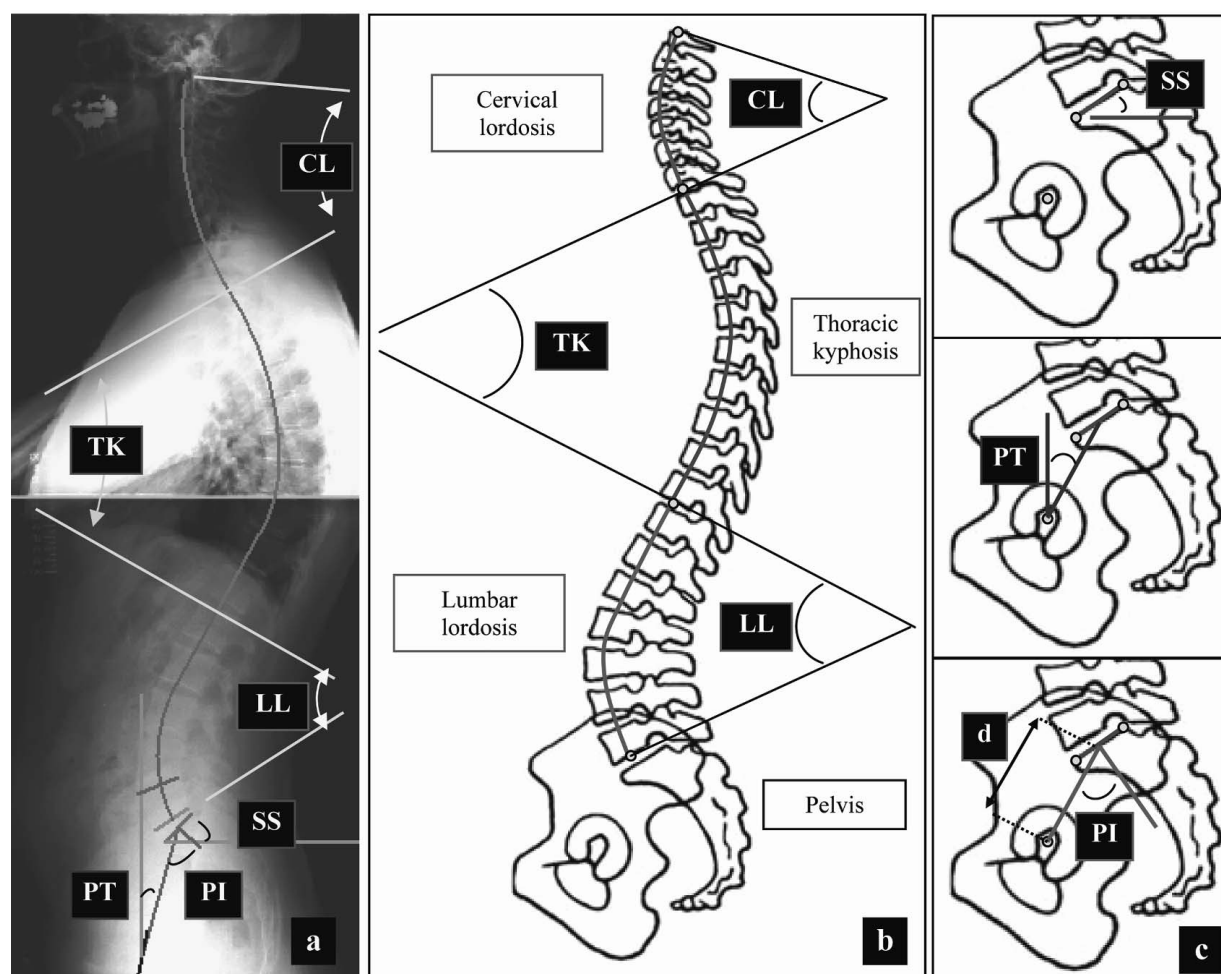 CL
TK
LL
SS
PT
PI
a
Cervical
lordosis
CL
TK
Thoracic
kyphosis
Lumbar
lordosis
LL
Pelvis
b
SS
PT
d
PI
c